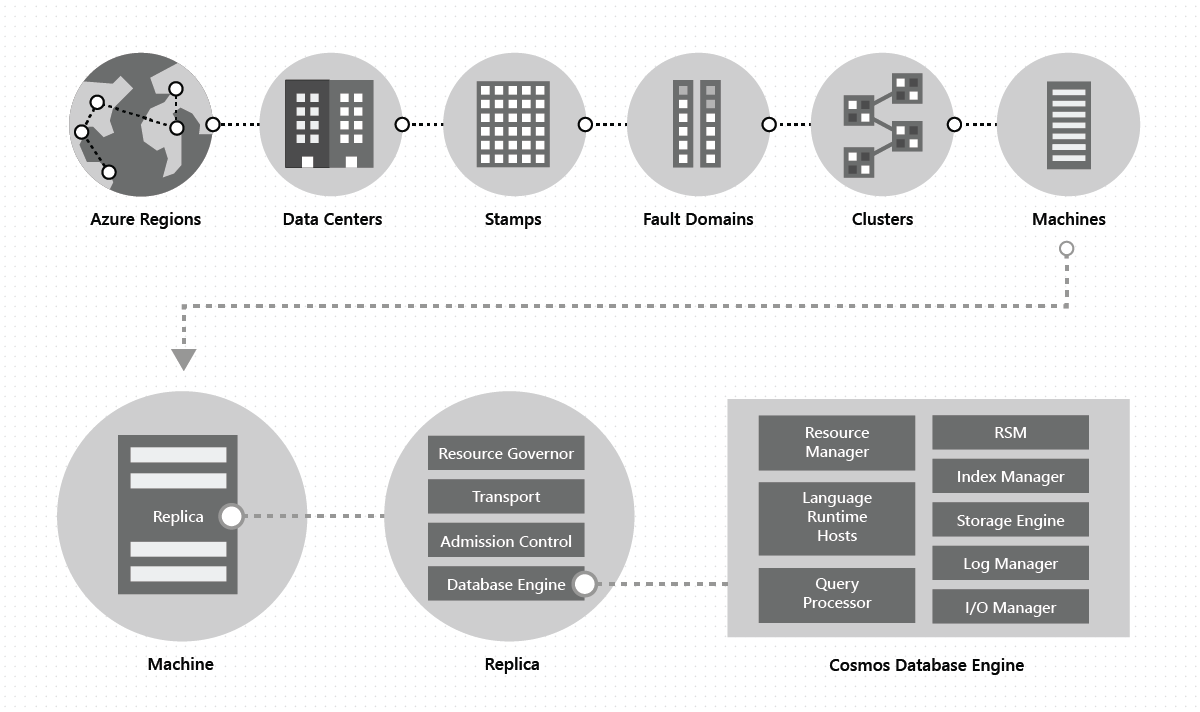 Azure Regions
Data Centers
Stamps
Fault Domains
Clusters
Machines
Replica
Machine
Resource Governor
Transport
Admission Control
Database Engine
Replica
Resource
Manager
Language
Runtime
Hosts
Query
Processor
RSM
Index Manager
Storage Engine
Log Manager
I/O Manager
Cosmos Database Engine